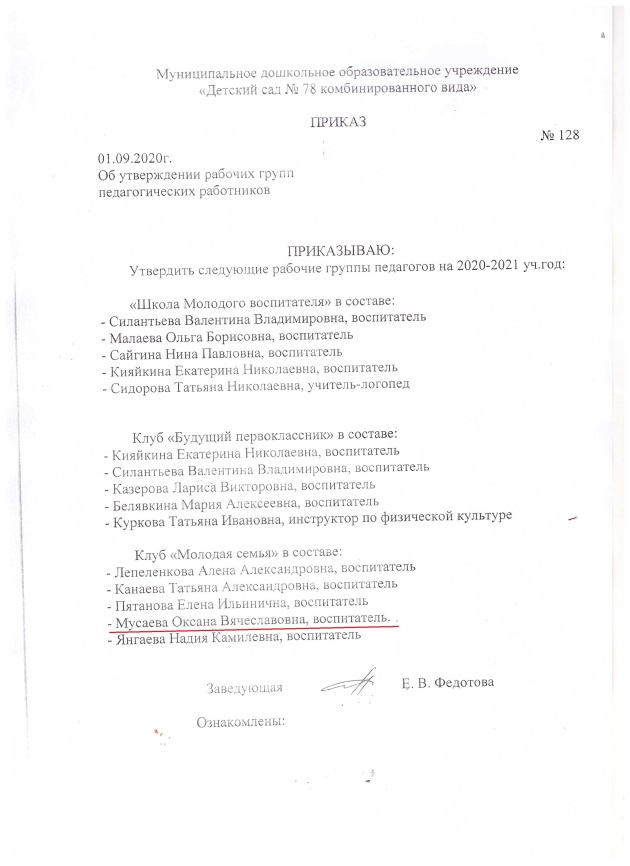 Муниципальное дошкольное образовательное учреждение
«Детский сад № 78 комбинированного вида»
ПРИКАЗ
№ 128
01.09.2020г.
Об утверждении рабочих групп
педагогических работников
ПРИКАЗЫВАЮ:
Утвердить следующие рабочие группы педагогов на 2020-2021 уч.год:
«Школа Молодого воспитателя» в составе:
- Силантьева Валентина Владимировна, воспитатель
- Малаева Ольга Борисовна, воспитатель
- Сайгина Нина Павловна, воспитатель
- Кияйкина Екатерина Николаевна, воспитатель
- Сидорова Татьяна Николаевна, учитель-логопед
Клуб «Будущий первоклассник» в составе:
- Кияйкина Екатерина Николаевна, воспитатель
- Силантьева Валентина Владимировна, воспитатель
- Казерова Лариса Викторовна, воспитатель
- Белявкина Мария Алексеевна, воспитатель
- Куркова Татьяна Ивановна, инструктор по физической культуре
Клуб «Молодая семья» в составе:
- Лепеленкова Алена Александровна, воспитатель
- Канаева Татьяна Александровна, воспитатель
- Пятанова Елена Ильинична, воспитатель
- Мусаева Оксана Вячеславовна, воспитатель.
- Янгаева Надия Камилевна, воспитатель
Заведующая Е. В. Федотова
Ознакомлены: